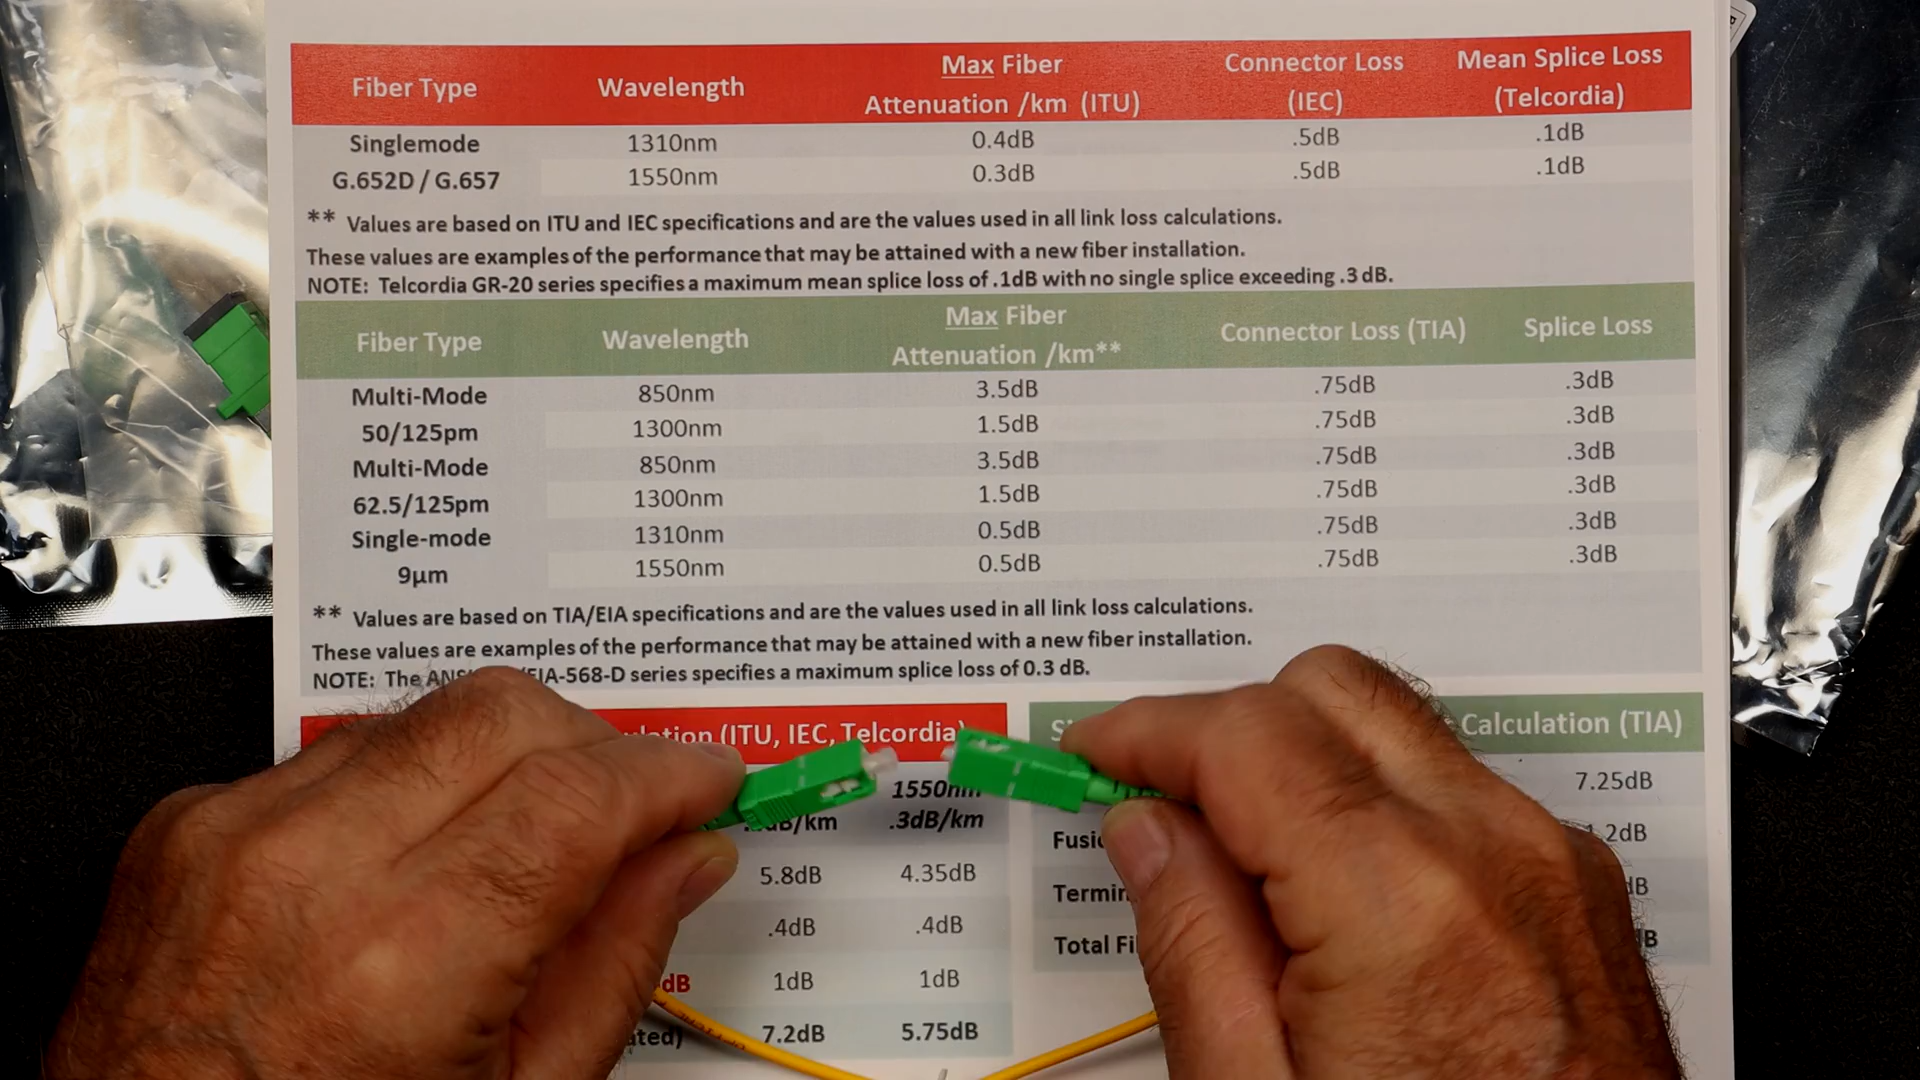 Fiber Type Wavelength Max Fiber Attenuation /km (ITU) Connector Loss (IEC) Mean Splice Loss (Telcordia)
Singlemode 1310nm 0.4dB .5dB .1dB
G.652D / G.657 1550nm 0.3dB .5dB .1dB
** Values are based on ITU and IEC specifications and are the values used in all link loss calculations.
These values are examples of the performance that may be attained with a new fiber installation.
NOTE: Telcordia GR-20 series specifies a maximum mean splice loss of .1dB with no single splice exceeding .3 dB.
Fiber Type Wavelength Max Fiber Attenuation /km** Connector Loss (TIA) Splice Loss
Multi-Mode 850nm 3.5dB .75dB .3dB
50/125pm 1300nm 1.5dB .75dB .3dB
Multi-Mode 850nm 3.5dB .75dB .3dB
62.5/125pm 1300nm 1.5dB .75dB .3dB
Single-mode 1310nm 0.5dB .75dB .3dB
9µm 1550nm 0.5dB .75dB .3dB
** Values are based on TIA/EIA specifications and are the values used in all link loss calculations.
These values are examples of the performance that may be attained with a new fiber installation.
NOTE: The EIA-568-D series specifies a maximum splice loss of 0.3 dB.
(ITU, IEC, Telcordia)
1550nm
dB/km .3dB/km
5.8dB 4.35dB
.4dB .4dB
dB 1dB 1dB
7.2dB 5.75dB
Calculation (TIA)
7.25dB
2dB
dB
Total
B